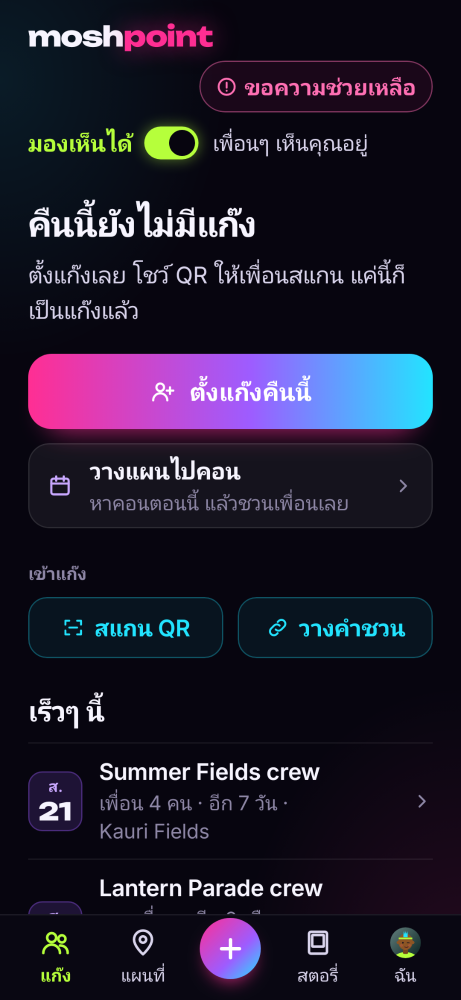 moshpoint
ขอความช่วยเหลือ
มองเห็นได้
เพื่อนๆ เห็นคุณอยู่
คืนนี้ยังไม่มีแก๊ง
ตั้งแก๊งเลย โชว์ QR ให้เพื่อนสแกน แค่นี้ก็
เป็นแก๊งแล้ว
ตั้งแก๊งคืนนี้
วางแผนไปคอน
หาคอนตอนนี้ แล้วชวนเพื่อนเลย
เข้าแก๊ง
สแกน QR
วางคำชวน
เร็วๆ นี้
ส.
21
Summer Fields crew
เพื่อน 4 คน · อีก 7 วัน ·
Kauri Fields
Lantern Parade crew
แก๊ง
แผนที่
สตอรี่
ฉัน